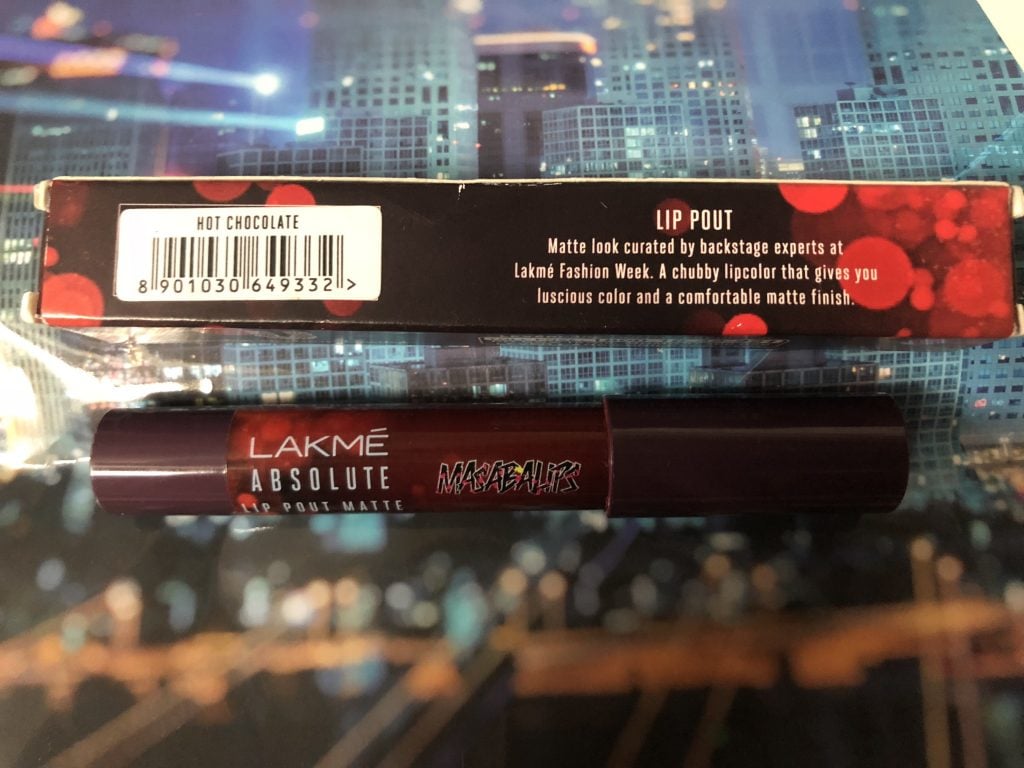 HOT CHOCOLATE
8 901030 649332 >
LIP POUT
Matte look curated by backstage experts at
Lakmé Fashion Week. A chubby lipcolor that gives you
luscious color and a comfortable matte finish.
LAKMÉ
ABSOLUTE
LIP POUT MATTE
MASABALIPS